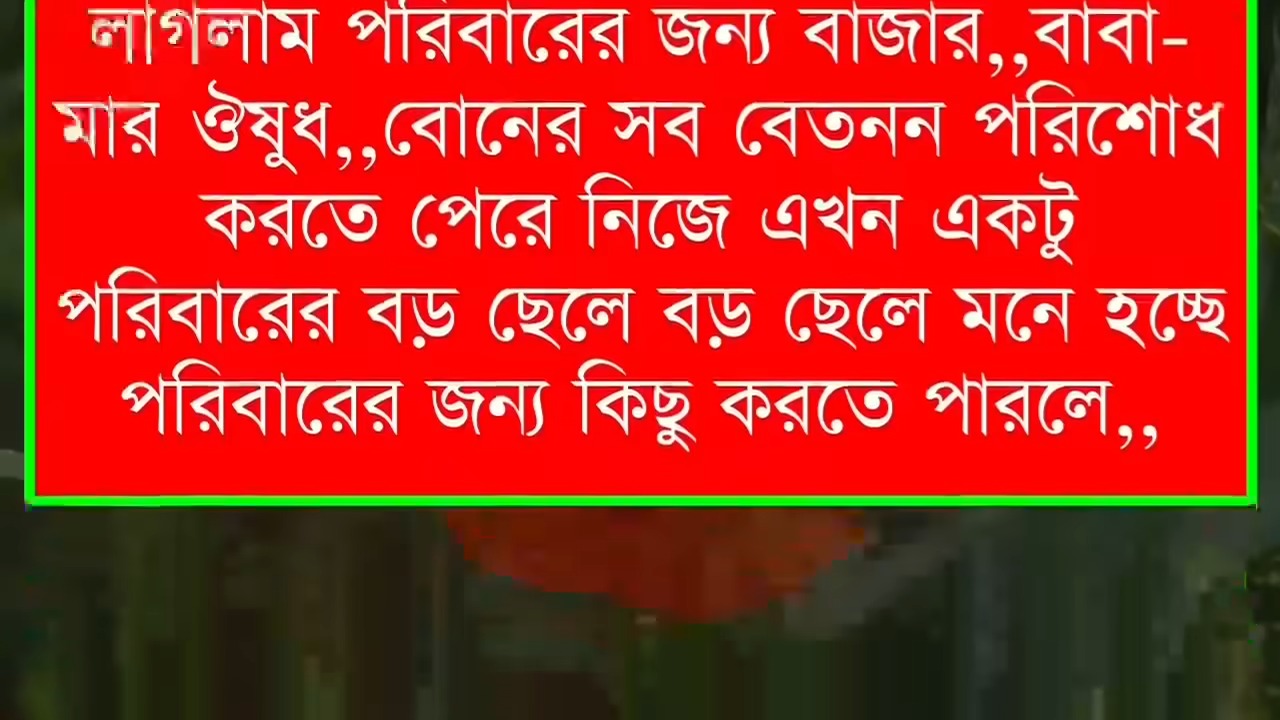 লাগলাম পরিবারের জন্য বাজার,,বাবা-
মার ঔষুধ,,বোনের সব বেতনন পরিশোধ
করতে পেরে নিজে এখন একটু
পরিবারের বড় ছেলে বড় ছেলে মনে হচ্ছে
পরিবারের জন্য কিছু করতে পারলে,,